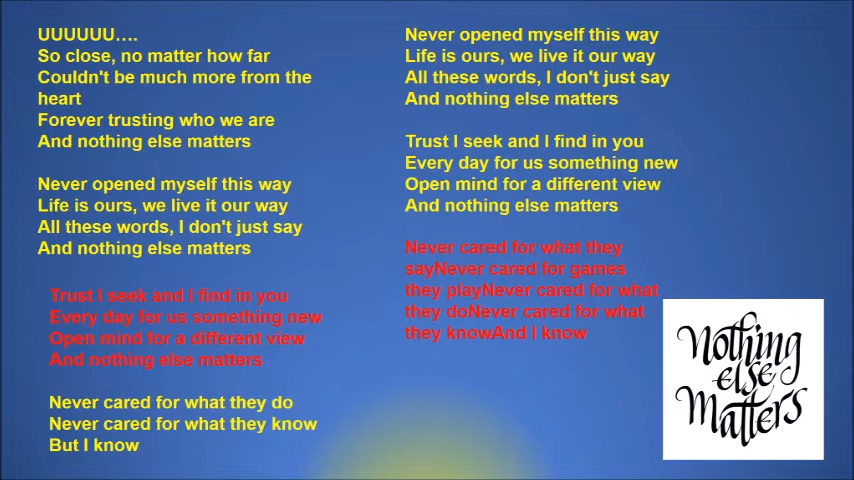 UUUUUU….
So close, no matter how far
Couldn't be much more from the
heart
Forever trusting who we are
And nothing else matters
Never opened myself this way
Life is ours, we live it our way
All these words, I don't just say
And nothing else matters
Trust I seek and I find in you
Every day for us something new
Open mind for a different view
And nothing else matters
Never cared for what they do
Never cared for what they know
But I know
Never opened myself this way
Life is ours, we live it our way
All these words, I don't just say
And nothing else matters
Trust I seek and I find in you
Every day for us something new
Open mind for a different view
And nothing else matters
Never cared for what they
sayNever cared for games
they playNever cared for what
they doNever cared for what
they knowAnd I know
Nothing
else
Matters